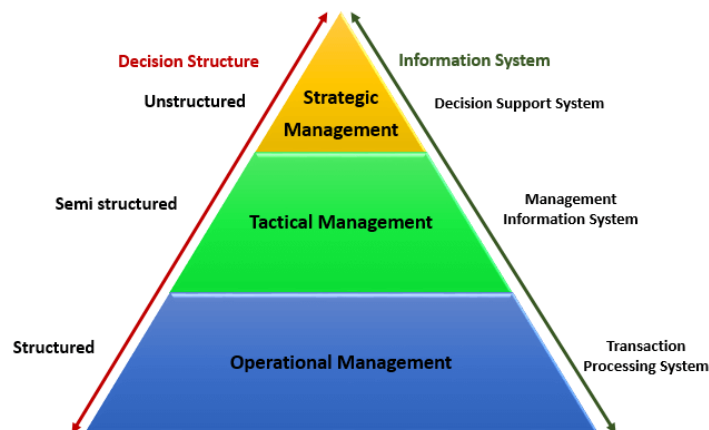 Decision Structure
Information System
Unstructured
Strategic
Management
Decision Support System
Semi structured
Tactical Management
Management
Information System
Structured
Operational Management
Transaction
Processing System